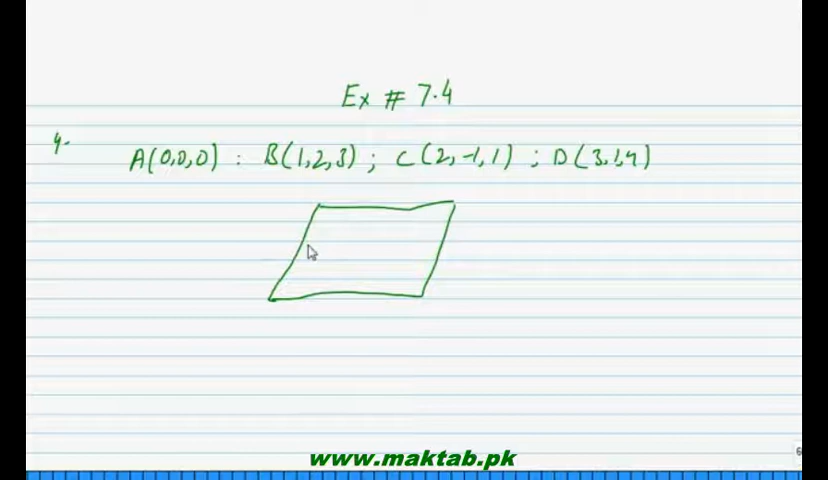 Ex # 7.4
4. A(0,0,0) : B(1,2,3) ; C(2,-1,1) ; D(3,1,4)
www.maktab.pk
6